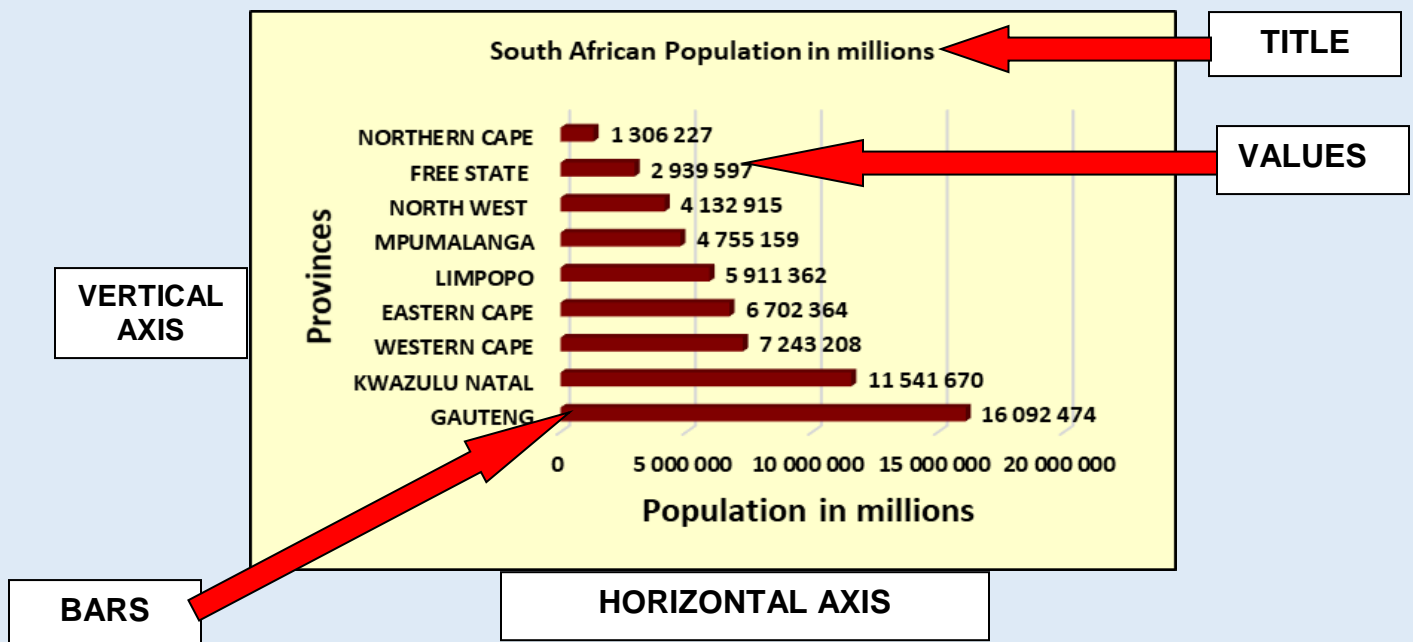 TITLE
South African Population in millions
VALUES
NORTHERN CAPE 1 306 227
FREE STATE 2 939 597
NORTH WEST 4 132 915
MPUMALANGA 4 755 159
LIMPOPO 5 911 362
EASTERN CAPE 6 702 364
WESTERN CAPE 7 243 208
KWAZULU NATAL 11 541 670
GAUTENG 16 092 474
Provinces
VERTICAL
AXIS
0 5 000 000 10 000 000 15 000 000 20 000 000
Population in millions
BARS
HORIZONTAL AXIS